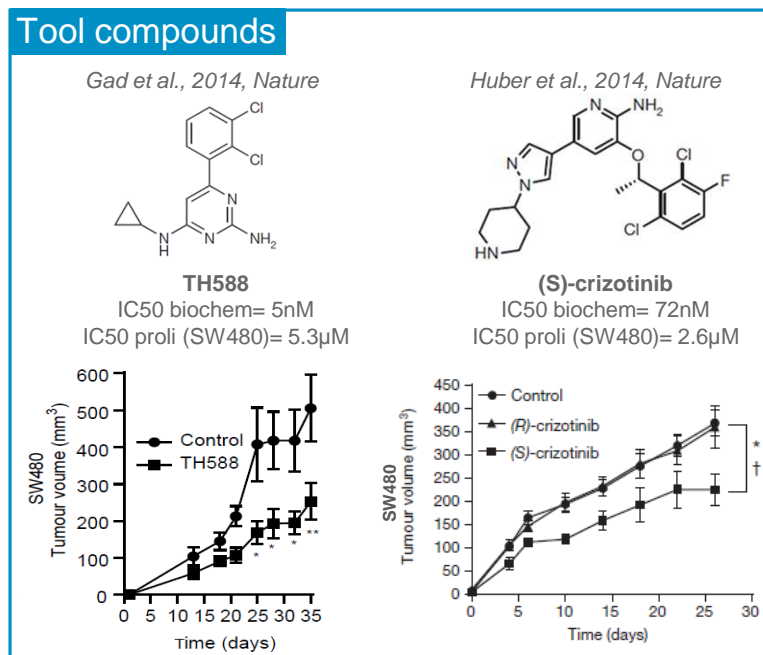 Tool compounds
Gad et al., 2014, Nature
Cl
Cl
N
N
N
H
NH2
TH588
IC50 biochem= 5nM
IC50 proli (SW480)= 5.3µM
600
500
400
300
200
100
0
SW480
Tumour voume (mm3)
Control
TH588
*
*
*
**
0
5
10
15
20
25
30
35
Time (days)
Huber et al., 2014, Nature
N
NH2
N
N
O
Cl
F
Cl
HN
(S)-crizotinib
IC50 biochem= 72nM
IC50 proli (SW480)= 2.6µM
450
400
350
300
250
200
150
100
50
0
SW480
Tumour volume (mm3)
Control
(R)-crizotinib
(S)-crizotinib
*
†
0
5
10
15
20
25
30
Time (days)